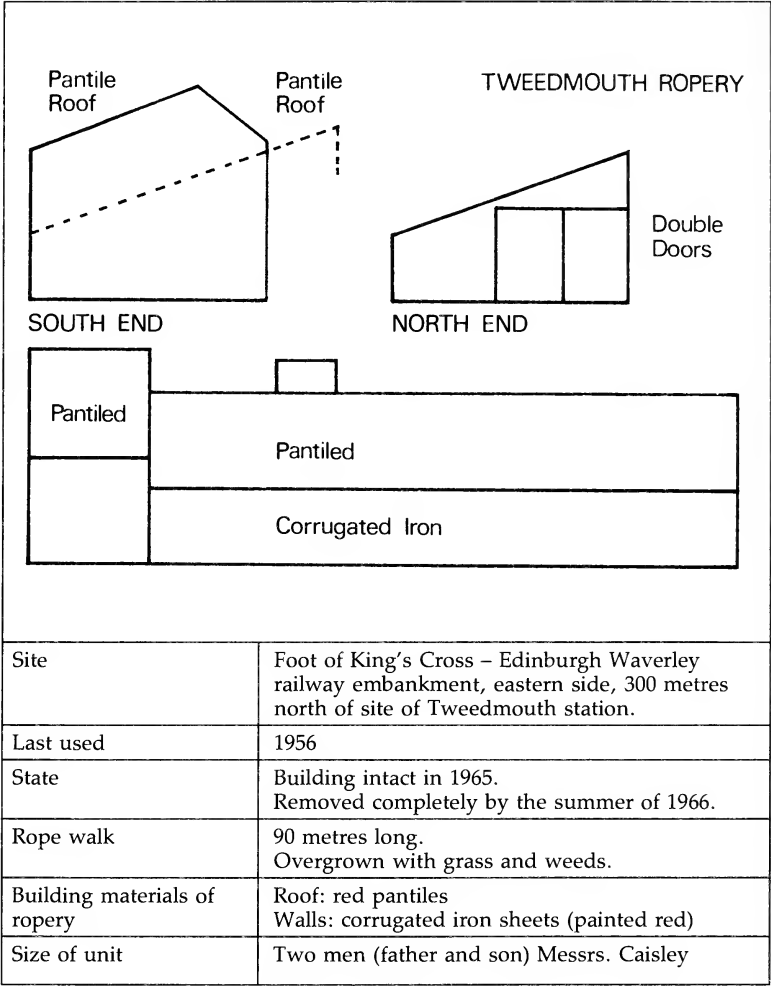 TWEEDMOUTH ROPERY
Pantile
Roof
Pantile
Roof
Double
Doors
SOUTH END
NORTH END
Pantiled
Pantiled
Corrugated Iron
Site
Foot of King's Cross – Edinburgh Waverley
railway embankment, eastern side, 300 metres
north of site of Tweedmouth station.
Last used
1956
State
Building intact in 1965.
Removed completely by the summer of 1966.
Rope walk
90 metres long.
Overgrown with grass and weeds.
Building materials of
ropery
Roof: red pantiles
Walls: corrugated iron sheets (painted red)
Size of unit
Two men (father and son) Messrs. Caisley